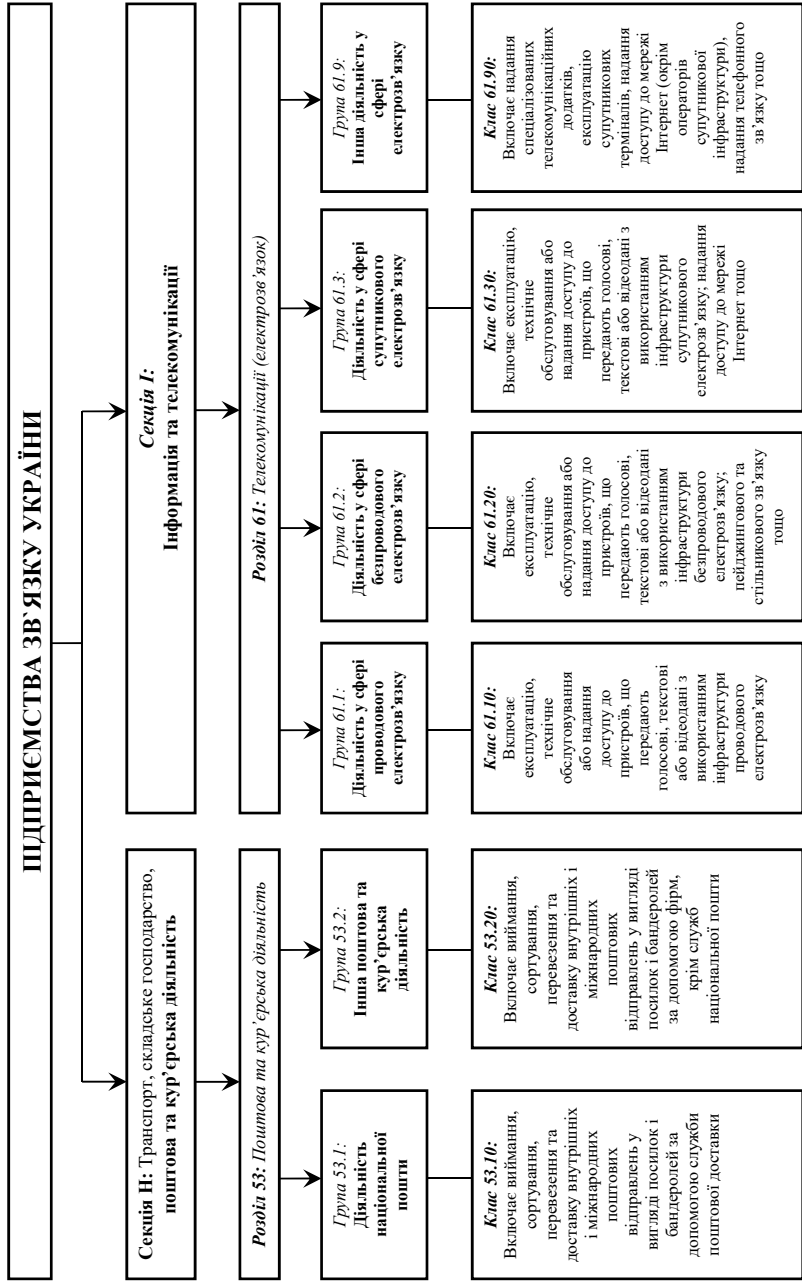 ПІДПРИЄМСТВА ЗВ`ЯЗКУ УКРАЇНИ
Секція H: Транспорт, складське господарство,
поштова та кур’єрська діяльність
Секція I:
Інформація та телекомунікації
Розділ 53: Поштова та кур’єрська діяльність
Розділ 61: Телекомунікації (електрозв’язок)
Група 53.1:
Діяльність
національної
пошти
Група 53.2:
Інша поштова та
кур’єрська
діяльність
Група 61.1:
Діяльність у сфері
проводового
електрозв’язку
Група 61.2:
Діяльність у сфері
безпроводового
електрозв’язку
Група 61.3:
Діяльність у сфері
супутникового
електрозв’язку
Група 61.9:
Інша діяльність у
сфері
електрозв’язку
Клас 53.10:
Включає виймання,
сортування,
перевезення та
доставку внутрішніх
і міжнародних
поштових
відправлень у
вигляді посилок і
бандеролей за
допомогою служби
поштової доставки
Клас 53.20:
Включає виймання,
сортування,
перевезення та
доставку внутрішніх і
міжнародних
поштових
відправлень у вигляді
посилок і бандеролей
за допомогою фірм,
крім служб
національної пошти
Клас 61.10:
Включає
експлуатацію,
технічне
обслуговування
або надання
доступу до
пристроїв, що
передають
голосові, текстові
або відеодані з
використанням
інфраструктури
проводового
електрозв’язку
Клас 61.20:
Включає
експлуатацію,
технічне
обслуговування або
надання доступу до
пристроїв, що
передають голосові,
текстові або відеодані
з використанням
інфраструктури
безпроводового
електрозв’язку;
пейджингового та
стільникового зв’язку
тощо
Клас 61.30:
Включає експлуатацію,
технічне
обслуговування або
надання доступу до
пристроїв, що
передають голосові,
текстові або відеодані з
використанням
інфраструктури
супутникового
електрозв’язку; надання
доступу до мережі
Інтернет тощо
Клас 61.90:
Включає надання
спеціалізованих
телекомунікаційних
додатків,
експлуатацію
супутникових
терміналів, надання
доступу до мережі
Інтернет (окрім
операторів
супутникової
інфраструктури),
надання телефонного
зв’язку тощо